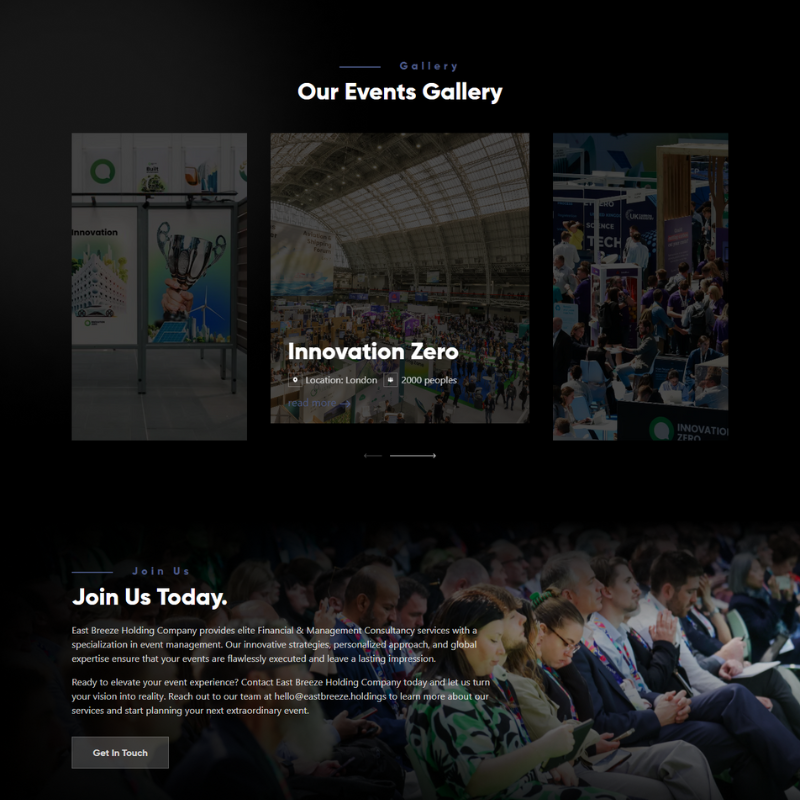 Gallery
Our Events Gallery
Innovation
ZERO
SCIENCE
TECH
Innovation Zero
Location: London 2000 peoples
read more
INNOVATION
ZERO
Join Us
Join Us Today.
East Breeze Holding Company provides elite Financial & Management Consultancy services with a
specialization in event management. Our innovative strategies, personalized approach, and global
expertise ensure that your events are flawlessly executed and leave a lasting impression.
Ready to elevate your event experience? Contact East Breeze Holding Company today and let us turn
your vision into reality. Reach out to our team at hello@eastbreeze.holdings to learn more about our
services and start planning your next extraordinary event.
Get In Touch